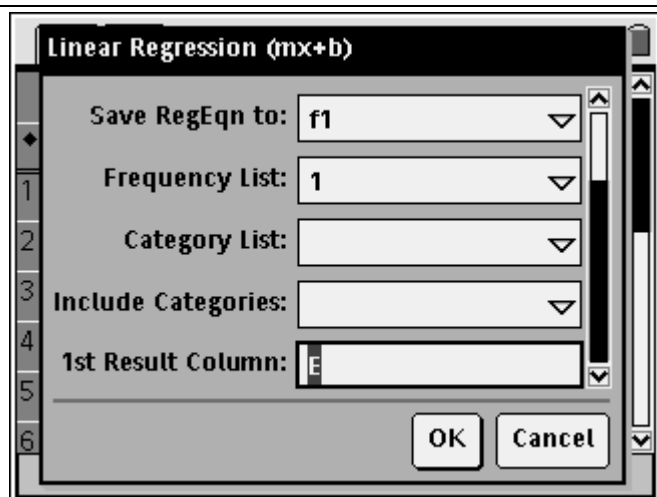 Linear Regression (mx+b)
Save RegEqn to: f1
Frequency List: 1
Category List:
Include Categories:
1st Result Column: E
OK Cancel
1
2
3
4
5
6